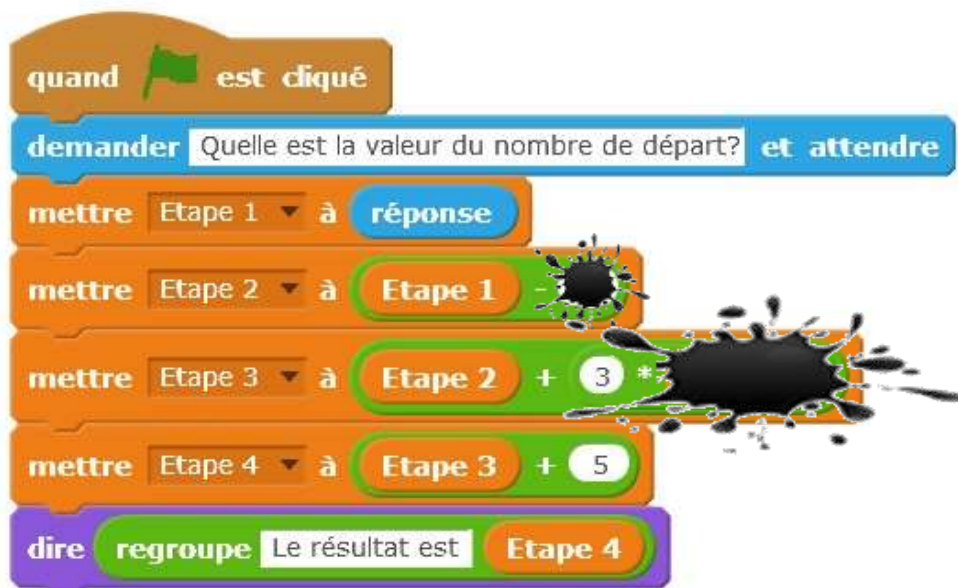 quand est cliqué
demander Quelle est la valeur du nombre de départ? et attendre
mettre Etape 1 à réponse
mettre Etape 2 à Etape 1 -
mettre Etape 3 à Etape 2 + 3 *
mettre Etape 4 à Etape 3 + 5
dire regroupe Le résultat est Etape 4